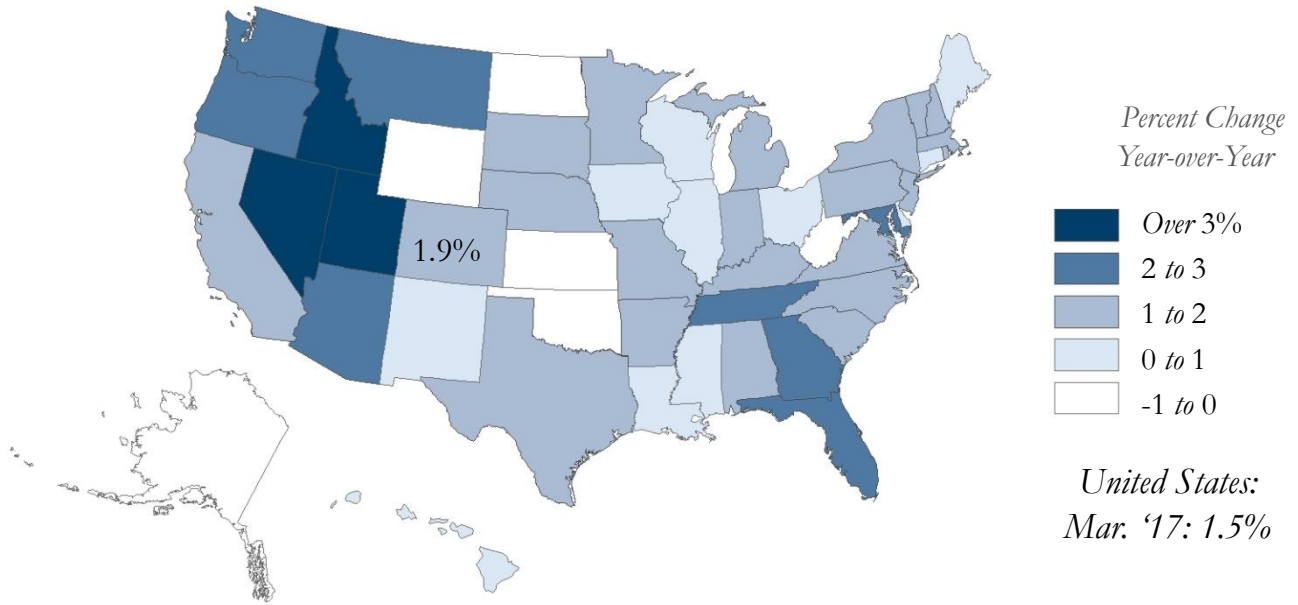 Percent Change
Year-over-Year
Over 3%
2 to 3
1 to 2
0 to 1
-1 to 0
1.9%
United States:
Mar. ‘17: 1.5%